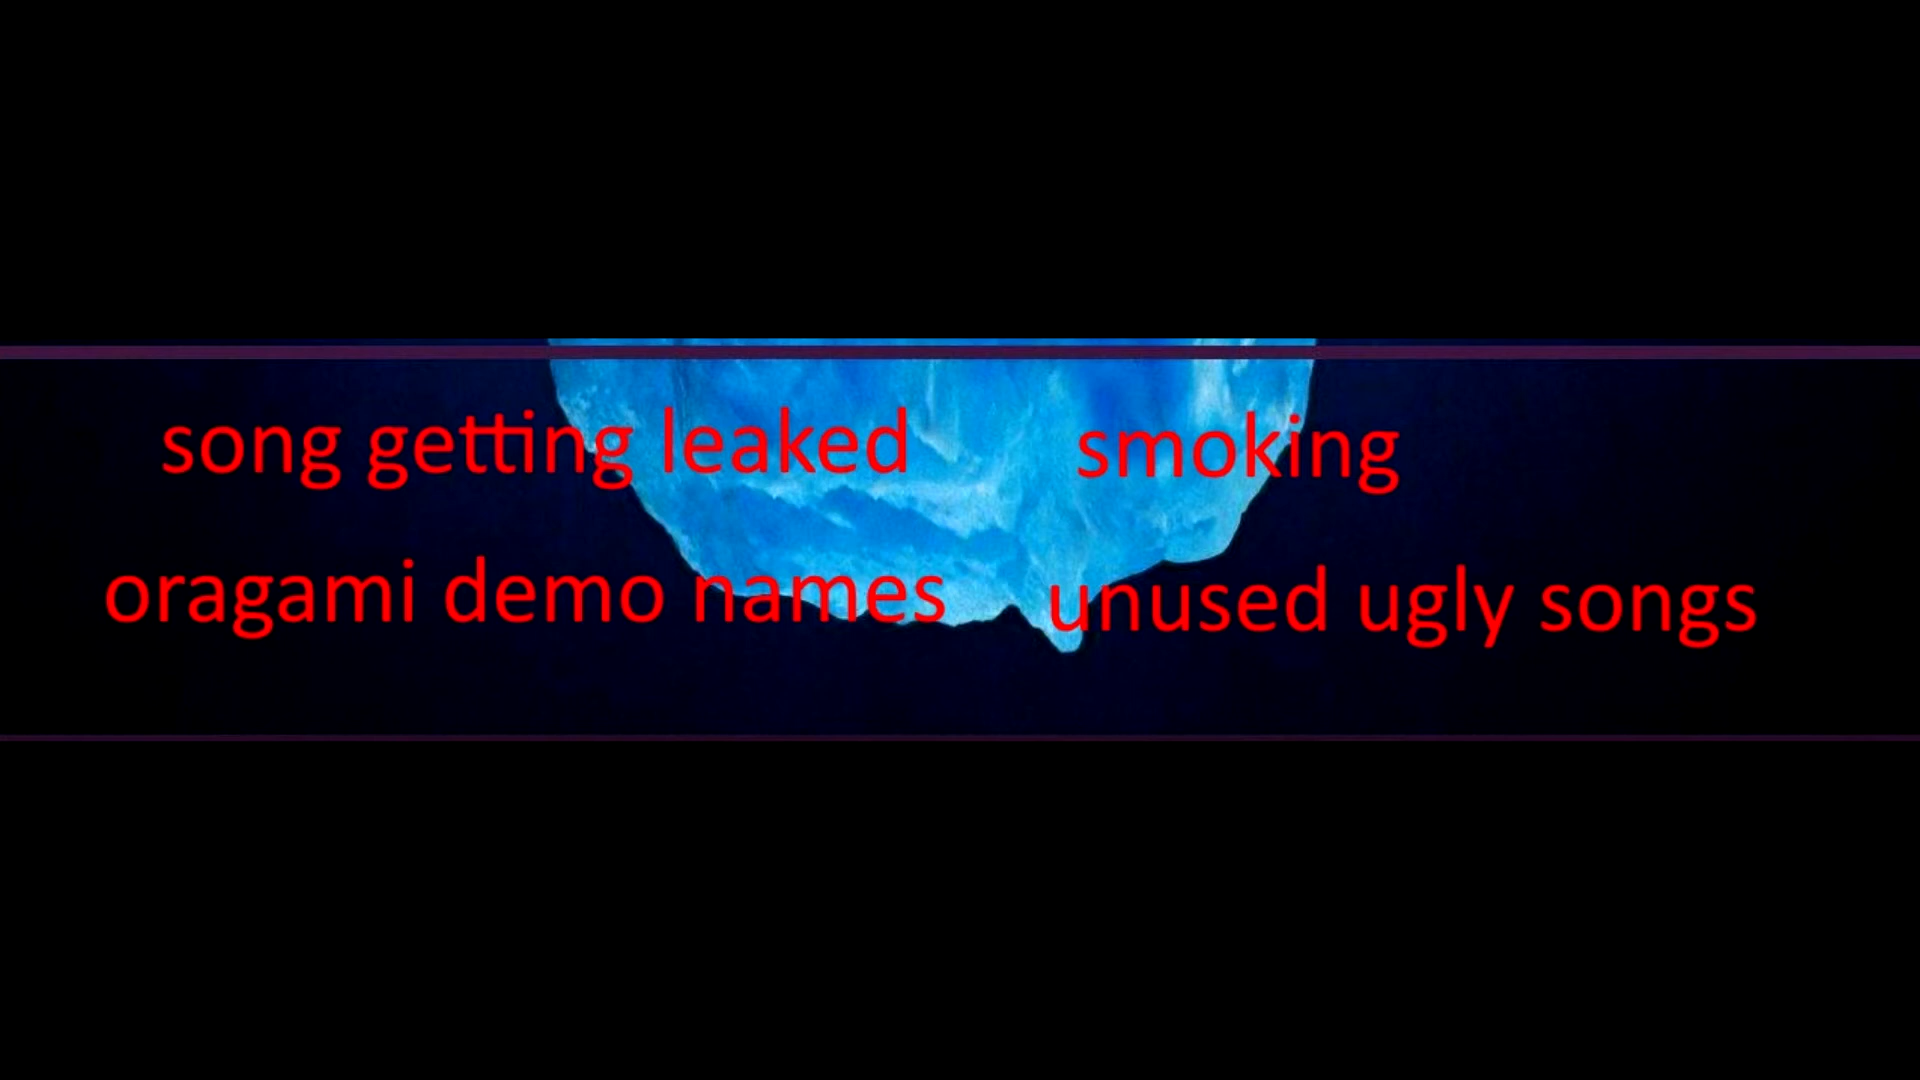 song getting leaked
smoking
oragami demo names
unused ugly songs